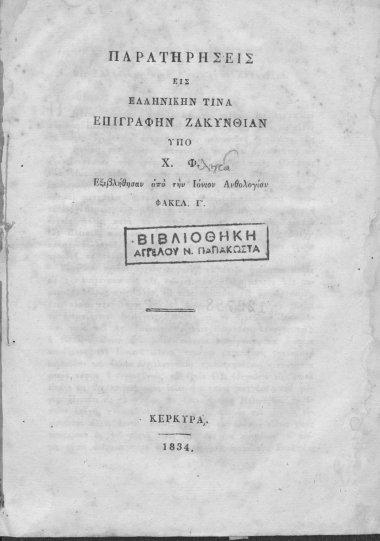 ΠΑΡΑΤΗΡΗΣΕΙΣ
ΕΙΣ
ΕΛΛΗΝΙΚΗΝ ΤΙΝΑ
ΕΠΙΓΡΑΦΗΝ ΖΑΚΥΝΘΙΑΝ
ΥΠΟ
Χ. Φ.
Εξεβλήθησαν από την Ιόνιον Ανθολογίαν
ΦΑΚΕΛ. Γ'.
ΒΙΒΛΙΟΘΗΚΗ
ΑΓΓΕΛΟΥ Ν. ΠΑΠΑΚΩΣΤΑ
ΚΕΡΚΥΡΑ.
1834.